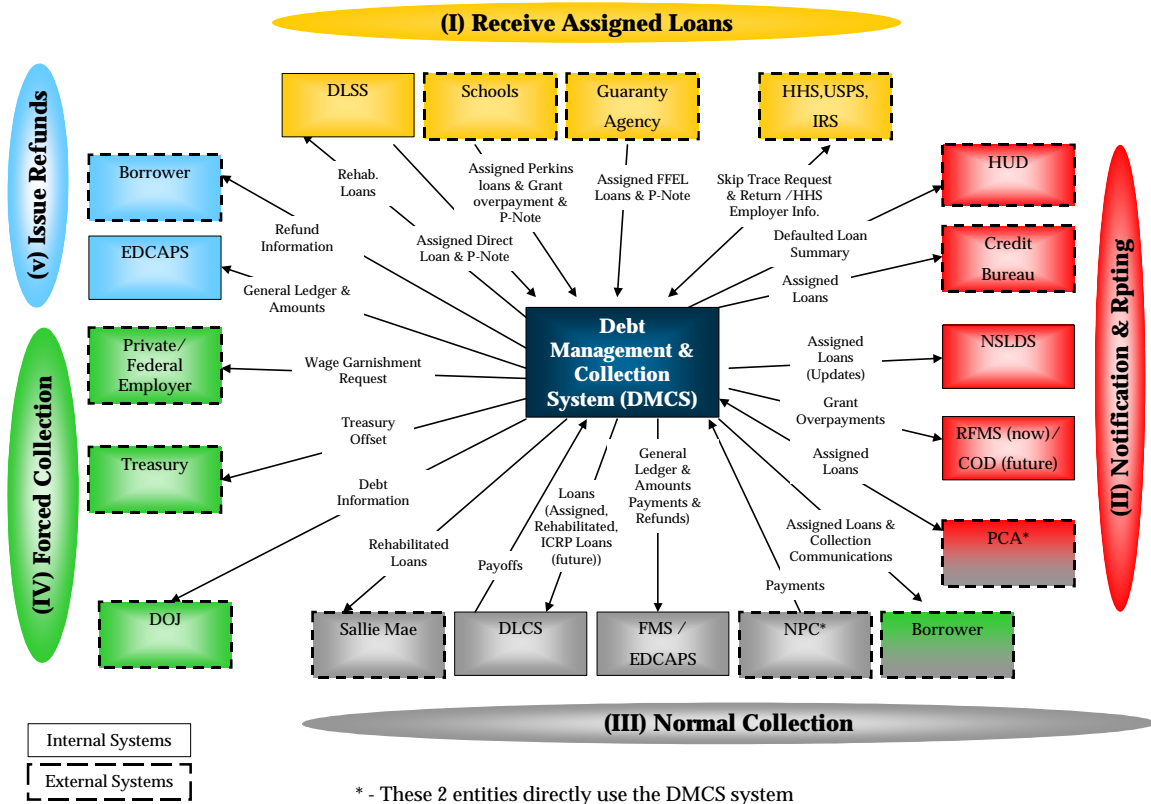 (I) Receive Assigned Loans
DLSS
Schools
Guaranty
Agency
HHS,USPS,
IRS
(v) Issue Refunds
Borrower
EDCAPS
Rehab.
Loans
Assigned Perkins
loans & Grant
overpayment &
P-Note
Assigned FFEL
Loans & P-Note
Skip Trace Request
& Return /HHS
Employer Info.
HUD
Refund
Information
Assigned Direct
Loan & P-Note
Defaulted Loan
Summary
Credit
Bureau
General Ledger &
Amounts
Assigned
Loans
(IV) Forced Collection
Private/
Federal
Employer
Wage Garnishment
Request
Debt
Management &
Collection
System (DMCS)
Assigned
Loans
(Updates)
NSLDS
(II) Notification & Rpting
Treasury
Treasury
Offset
Grant
Overpayments
RFMS (now)/
COD (future)
Debt
Information
Assigned
Loans
General
Ledger &
Amounts
Payments &
Refunds)
Loans
(Assigned,
Rehabilitated,
ICRP Loans
(future))
Rehabilitated
Loans
Payoffs
Assigned Loans &
Collection
Communications
Payments
PCA*
DOJ
Sallie Mae
DLCS
FMS /
EDCAPS
NPC*
Borrower
(III) Normal Collection
Internal Systems
External Systems
* - These 2 entities directly use the DMCS system